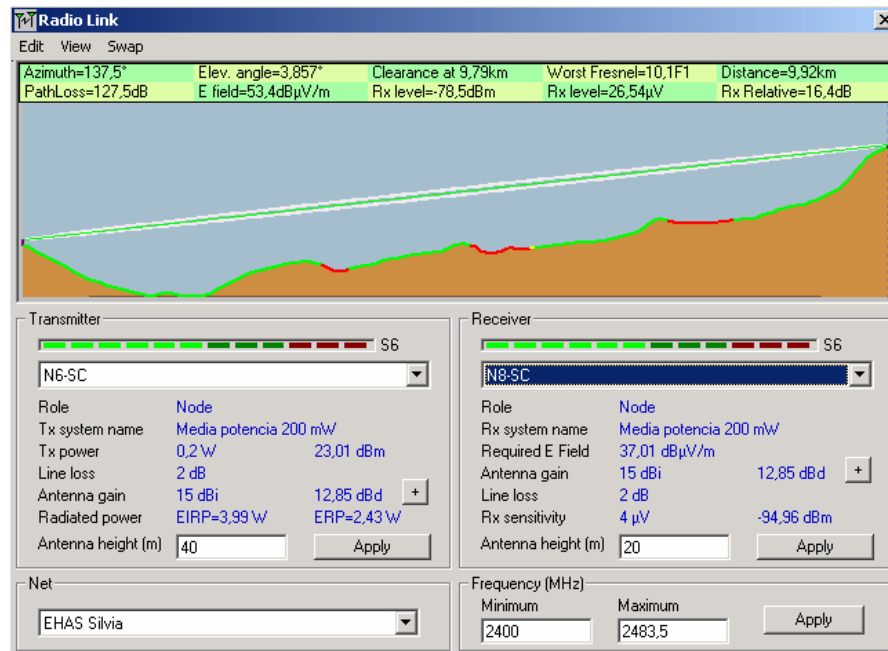 Radio Link
Edit View Swap
Azimuth=137,5° Elev. angle=3,857° Clearance at 9,79km Worst Fresnel=10,1F1 Distance=9,92km
PathLoss=127,5dB E field=53,4dBµV/m Rx level=-78,5dBm Rx level=26,54µV Rx Relative=16,4dB
Transmitter
S6
N6-SC
Role Node
Tx system name Media potencia 200 mW
Tx power 0,2 W 23,01 dBm
Line loss 2 dB
Antenna gain 15 dBi 12,85 dBd +
Radiated power EIRP=3,99 W ERP=2,43 W
Antenna height (m) 40 Apply
Receiver
S6
N8-SC
Role Node
Rx system name Media potencia 200 mW
Required E Field 37,01 dBµV/m
Antenna gain 15 dBi 12,85 dBd +
Line loss 2 dB
Rx sensitivity 4 µV -94,96 dBm
Antenna height (m) 20 Apply
Net
EHAS Silvia
Frequency (MHz)
Minimum Maximum
2400 2483,5 Apply